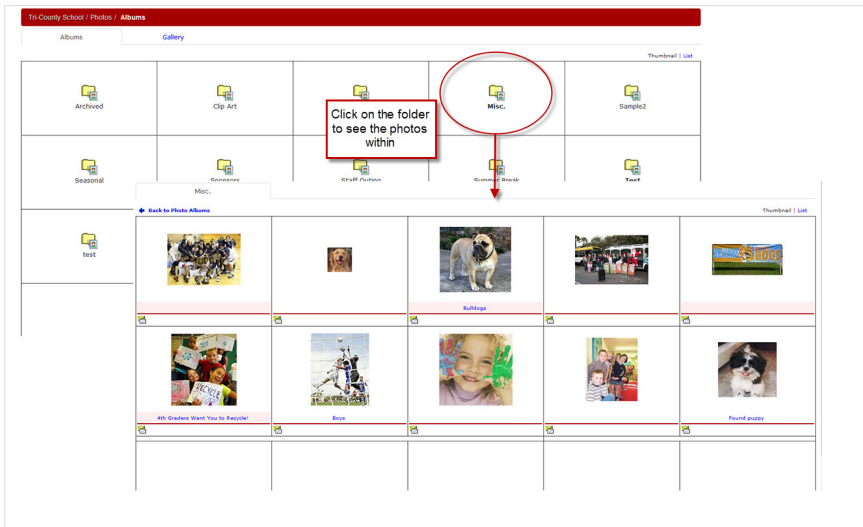 Tri-County School / Photos / Albums
Albums
Gallery
Thumbnail | List
Archived
Clip Art
Misc.
Sample2
Click on the folder
to see the photos
within
Seasonal
Sponsors
Staff Outing
Summer Break
Test
test
Misc.
Back to Photo Albums
Thumbnail | List
Bulldogs
RECYCLE
4th Graders Want You to Recycle!
Boys
Found puppy